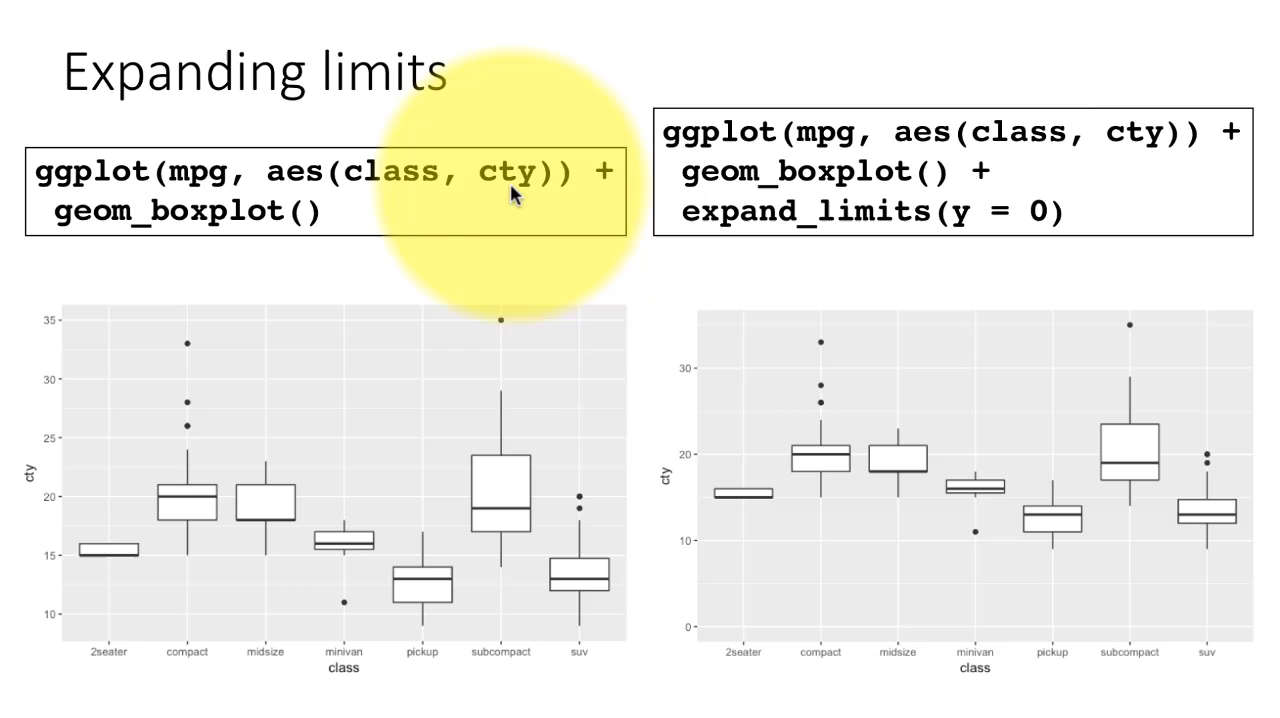 Expanding limits
ggplot(mpg, aes(class, cty)) +
geom_boxplot()
ggplot(mpg, aes(class, cty)) +
geom_boxplot() +
expand_limits(y = 0)
35
30
25
20
15
10
cty
2seater compact midsize minivan pickup subcompact suv
class
30
20
10
0
cty
2seater compact midsize minivan pickup subcompact suv
class